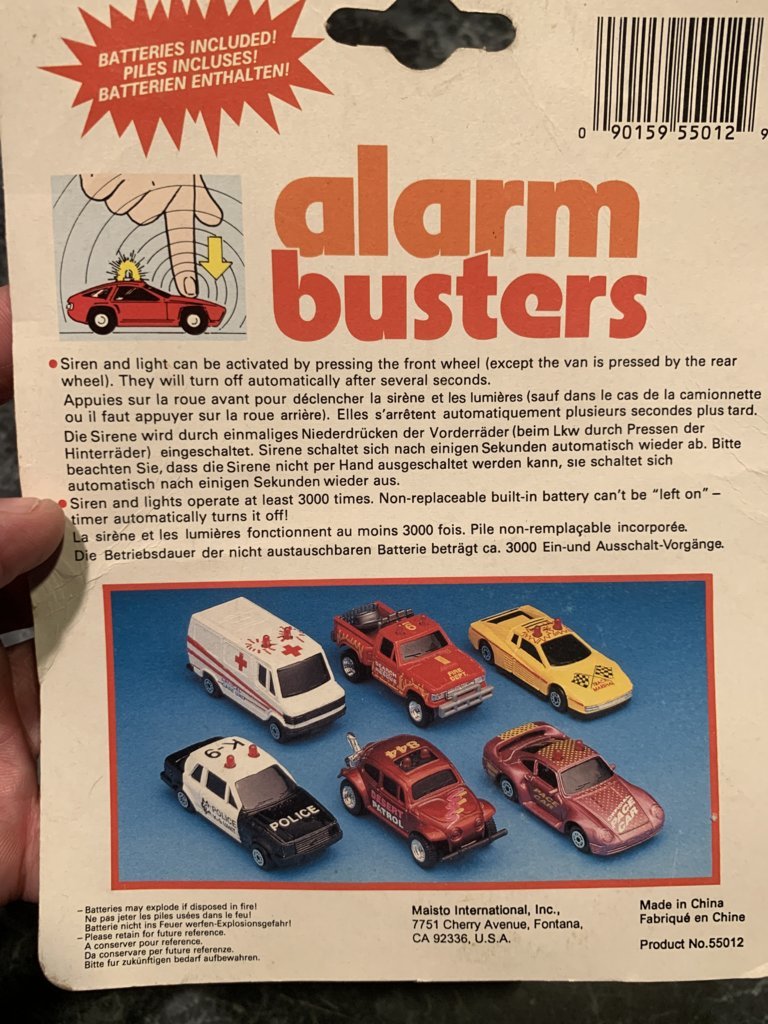 BATTERIES INCLUDED!
PILES INCLUSES!
BATTERIEN ENTHALTEN!
0 90159 55012 9
alarm
busters
• Siren and light can be activated by pressing the front wheel (except the van is pressed by the rear
wheel). They will turn off automatically after several seconds.
Appuies sur la roue avant pour déclencher la sirène et les lumières (sauf dans le cas de la camionnette
ou il faut appuyer sur la roue arrière). Elles s'arrêtent automatiquement plusieurs secondes plus tard.
Die Sirene wird durch einmaliges Niederdrücken der Vorderräder (beim Lkw durch Pressen der
Hinterräder) eingeschaltet. Sirene schaltet sich nach einigen Sekunden automatisch wieder ab. Bitte
beachten Sie, dass die Sirene nicht per Hand ausgeschaltet werden kann, sie schaltet sich
automatisch nach einigen Sekunden wieder aus.
• Siren and lights operate at least 3000 times. Non-replaceable built-in battery can't be "left on" –
timer automatically turns it off!
La sirène et les lumières fonctionnent au moins 3000 fois. Pile non-remplaçable incorporée.
Die Betriebsdauer der nicht austauschbaren Batterie beträgt ca. 3000 Ein-und Ausschalt-Vorgänge.
FIRE
DEPT.
K-9
POLICE
POLICE
844
DESERT
PATROL
PACE
CAR
PACE
CAR
– Batteries may explode if disposed in fire!
Ne pas jeter les piles usées dans le feu!
Batterie nicht ins Feuer werfen-Explosionsgefahr!
– Please retain for future reference.
A conserver pour reference.
Da conservare per future referenze.
Bitte fur zukünftigen bedarf aufbewahren.
Maisto International, Inc.,
7751 Cherry Avenue, Fontana,
CA 92336, U.S.A.
Made in China
Fabriqué en Chine
Product No.55012